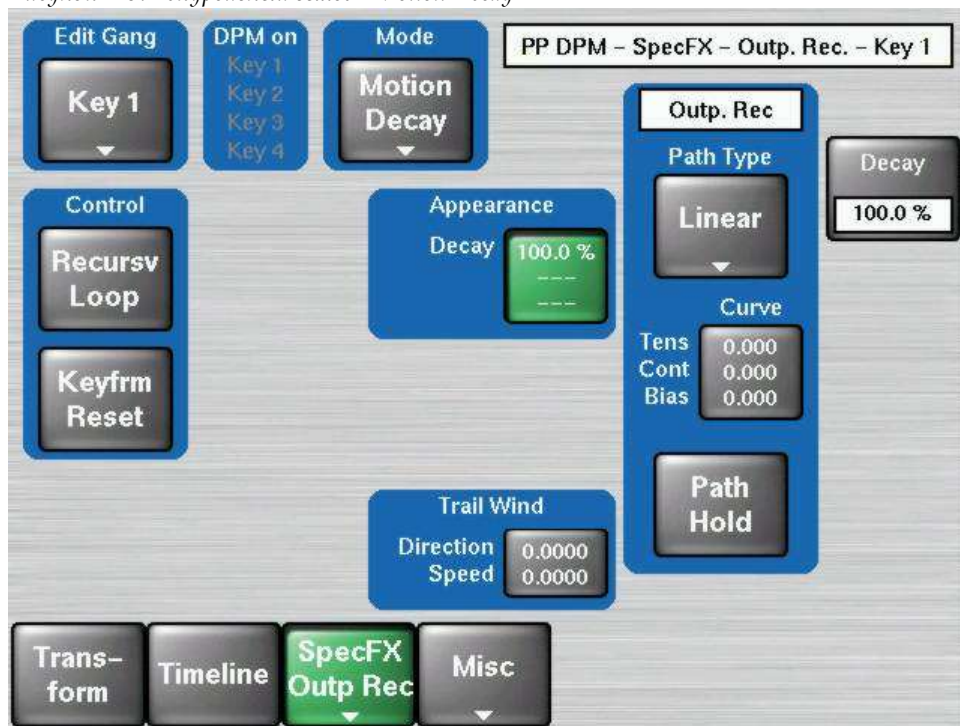 Edit Gang
Key 1
DPM on
Key 1
Key 2
Key 3
Key 4
Mode
Motion
Decay
PP DPM – SpecFX – Outp. Rec. – Key 1
Outp. Rec
Path Type
Linear
Curve
Tens 0.000
Cont 0.000
Bias 0.000
Path
Hold
Decay
100.0 %
Control
Recursv
Loop
Keyfrm
Reset
Appearance
Decay 100.0 %
---
---
Trail Wind
Direction 0.0000
Speed 0.0000
Trans–
form
Timeline
SpecFX
Outp Rec
Misc